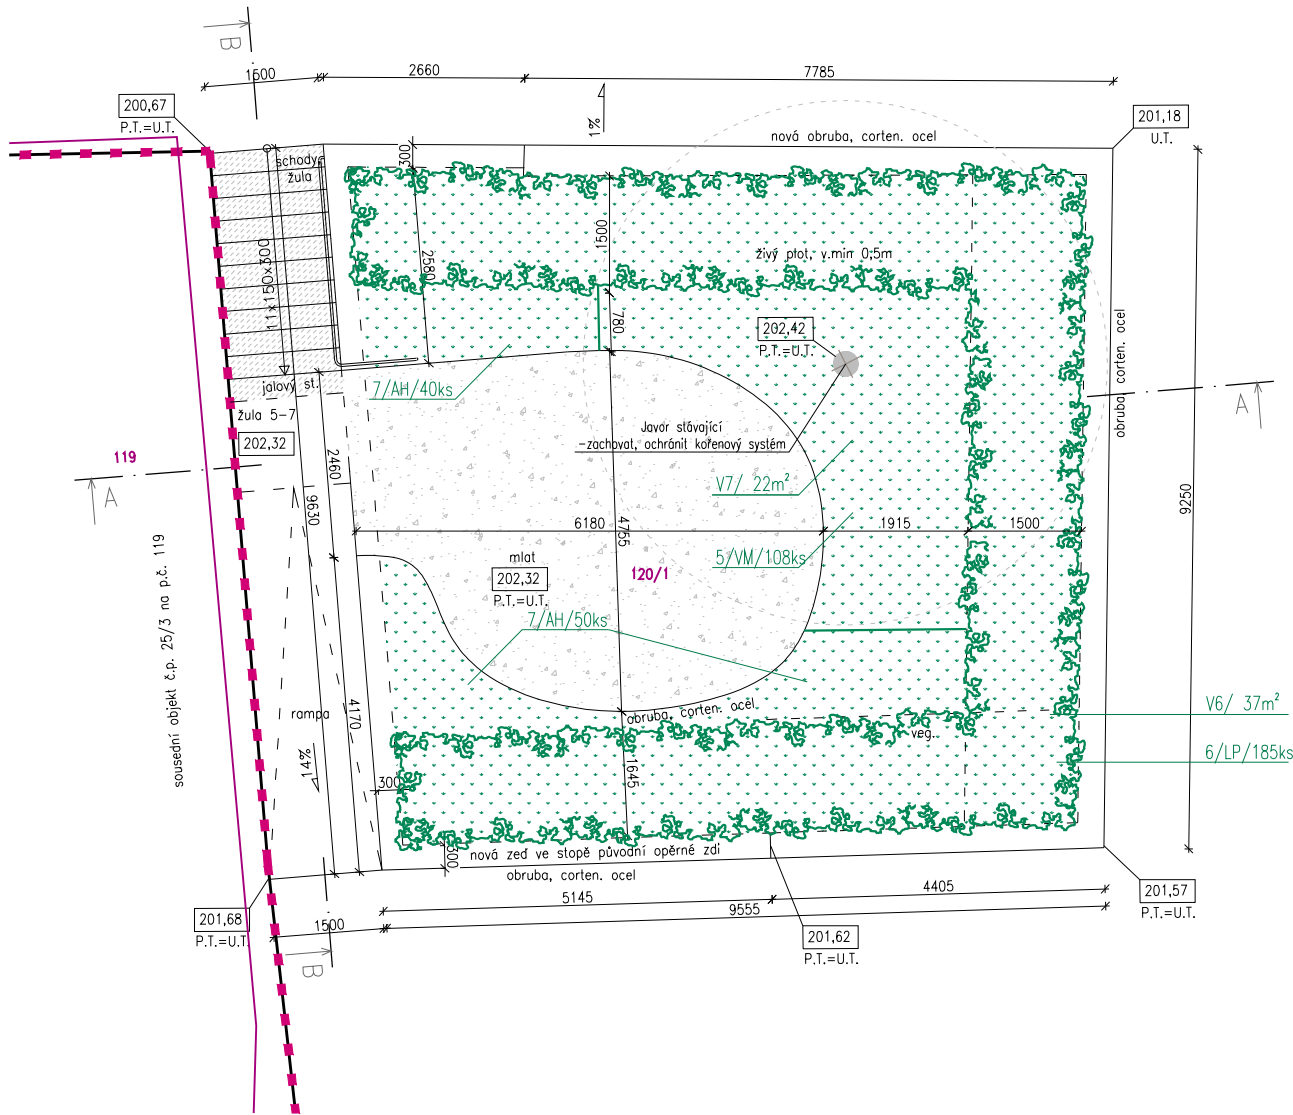 B
1500
2660
7785
200,67
P.T.=U.T.
1%
nová obruba, corten. ocel
201,18
U.T.
schody
žula
300
11x150x300
2580
1500
živý plot, v.min 0,5m
780
202,42
P.T.=U.T.
obruba, corten. ocel
jalový st.
žula 5-7
202,32
7/AH/40ks
Javor stávající
-zachovat, ochránit kořenový systém
A
119
A
2460
9630
V7/ 22m²
9250
6180
4755
1915
1500
mlat
202,32
P.T.=U.T.
120/1
5/VM/108ks
7/AH/50ks
sousední objekt č.p. 25/3 na p.č. 119
rampa
14%
4170
obruba, corten. ocel
veg.
V6/ 37m²
6/LP/185ks
300
1645
300
nová zeď ve stopě původní opěrné zdi
obruba, corten. ocel
5145
4405
9555
201,57
P.T.=U.T.
201,68
P.T.=U.T.
1500
201,62
P.T.=U.T.
B